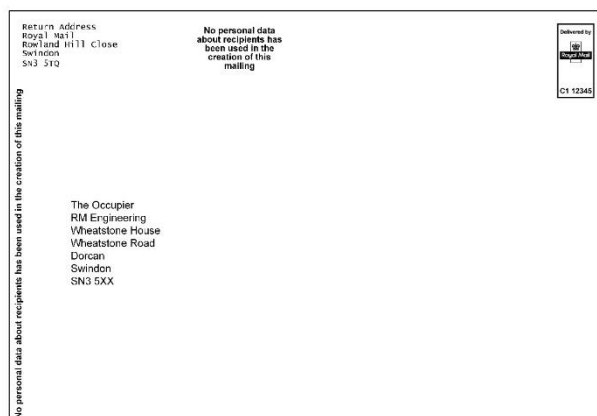 Return Address
Royal Mail
Rowland Hill Close
Swindon
SN3 5TQ
No personal data
about recipients has
been used in the
creation of this
mailing
Delivered by
Royal Mail
C1 12345
No personal data about recipients has been used in the creation of this mailing
The Occupier
RM Engineering
Wheatstone House
Wheatstone Road
Dorcan
Swindon
SN3 5XX